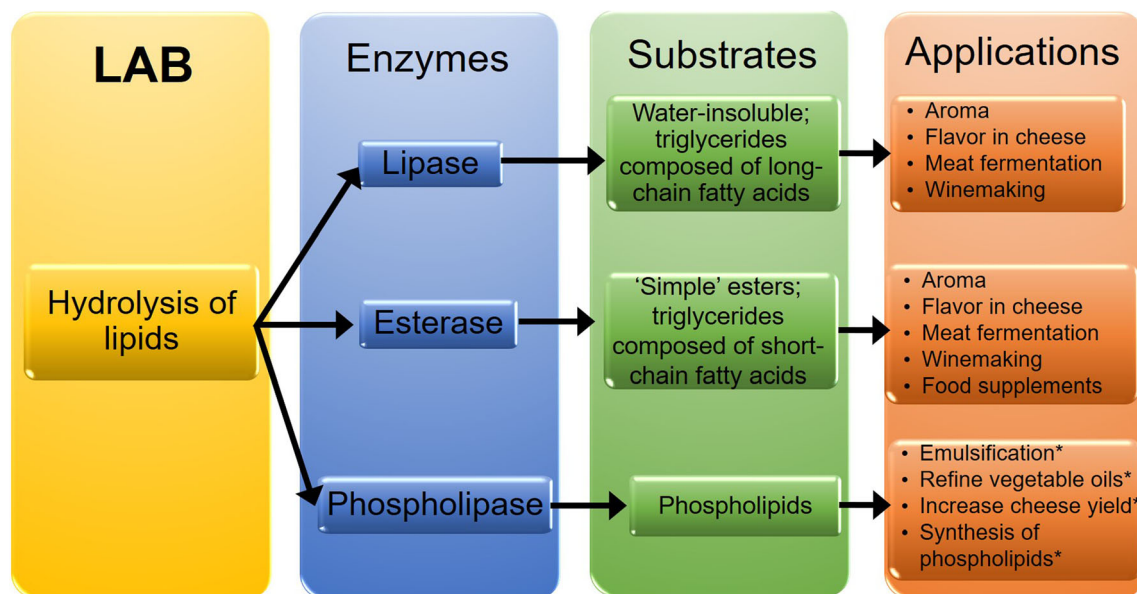 LAB
Hydrolysis of
lipids
Enzymes
Lipase
Esterase
Phospholipase
Substrates
Water-insoluble;
triglycerides
composed of long-
chain fatty acids
‘Simple’ esters;
triglycerides
composed of short-
chain fatty acids
Phospholipids
Applications
• Aroma
• Flavor in cheese
• Meat fermentation
• Winemaking
• Aroma
• Flavor in cheese
• Meat fermentation
• Winemaking
• Food supplements
• Emulsification*
• Refine vegetable oils*
• Increase cheese yield*
• Synthesis of
phospholipids*